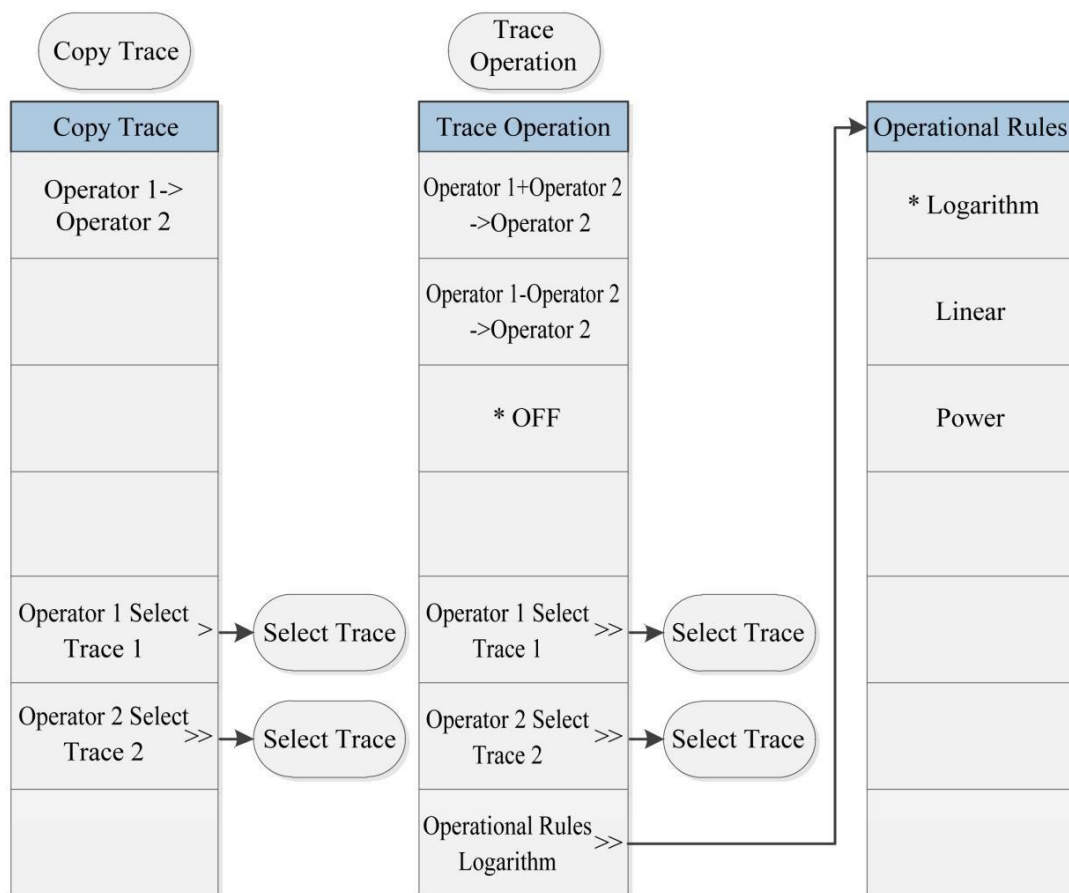 Copy Trace
Copy Trace
Operator 1->
Operator 2
Operator 1 Select
Trace 1
>
Select Trace
Operator 2 Select
Trace 2
>>
Select Trace
Trace
Operation
Trace Operation
Operator 1+Operator 2
->Operator 2
Operator 1-Operator 2
->Operator 2
* OFF
Operator 1 Select
Trace 1
>>
Select Trace
Operator 2 Select
Trace 2
>>
Select Trace
Operational Rules
Logarithm
>>
Operational Rules
* Logarithm
Linear
Power